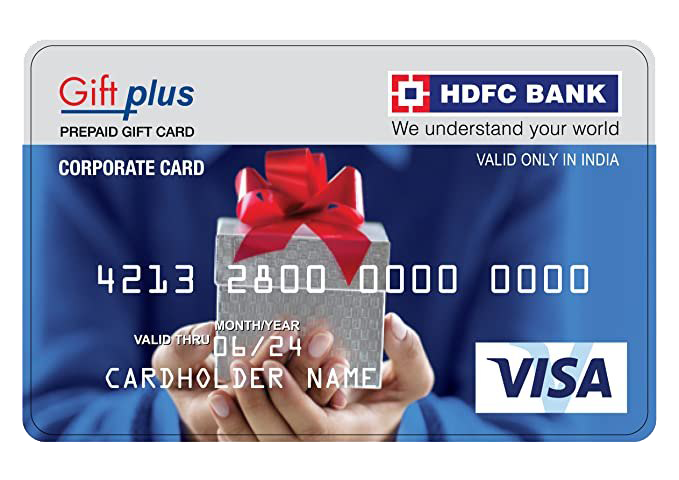 Gift plus
PREPAID GIFT CARD
CORPORATE CARD
HDFC BANK
We understand your world
VALID ONLY IN INDIA
4213 2800 0000 0000
MONTH/YEAR
VALID THRU 06/24
CARDHOLDER NAME
VISA